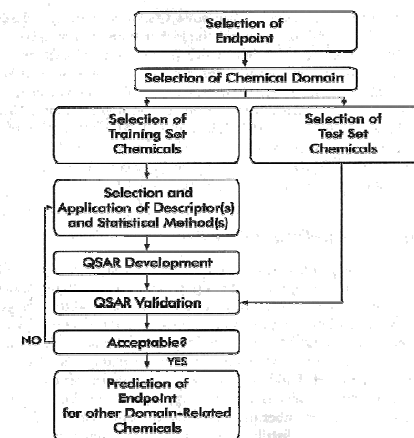 Selection of
Endpoint
Selection of Chemical Domain
Selection of
Training Set
Chemicals
Selection of
Test Set
Chemicals
Selection and
Application of Descriptor(s)
and Statistical Method(s)
QSAR Development
QSAR Validation
NO
Acceptable?
YES
Prediction of
Endpoint
for other Domain-Related
Chemicals